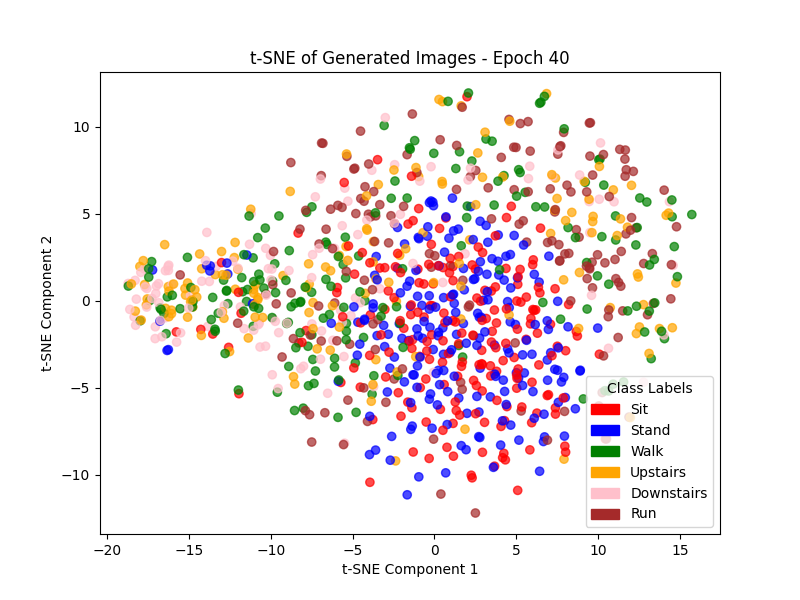 t-SNE of Generated Images - Epoch 40
10
5
0
−5
−10
t-SNE Component 2
−20
−15
−10
−5
0
5
10
15
t-SNE Component 1
Class Labels
Sit
Stand
Walk
Upstairs
Downstairs
Run